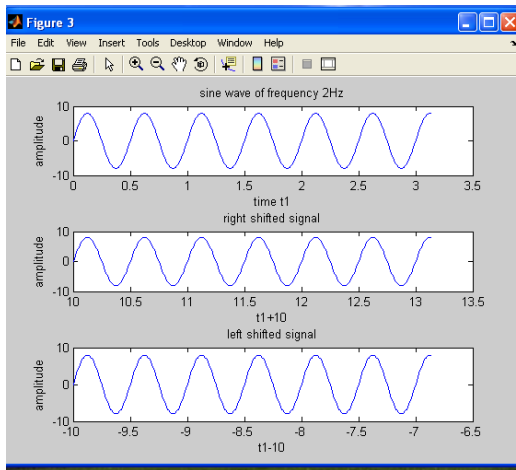 Figure 3
File Edit View Insert Tools Desktop Window Help
sine wave of frequency 2Hz
10
0
-10
amplitude
0 0.5 1 1.5 2 2.5 3 3.5
time t1
right shifted signal
10
0
-10
amplitude
10 10.5 11 11.5 12 12.5 13 13.5
t1+10
left shifted signal
10
0
-10
amplitude
-10 -9.5 -9 -8.5 -8 -7.5 -7 -6.5
t1-10